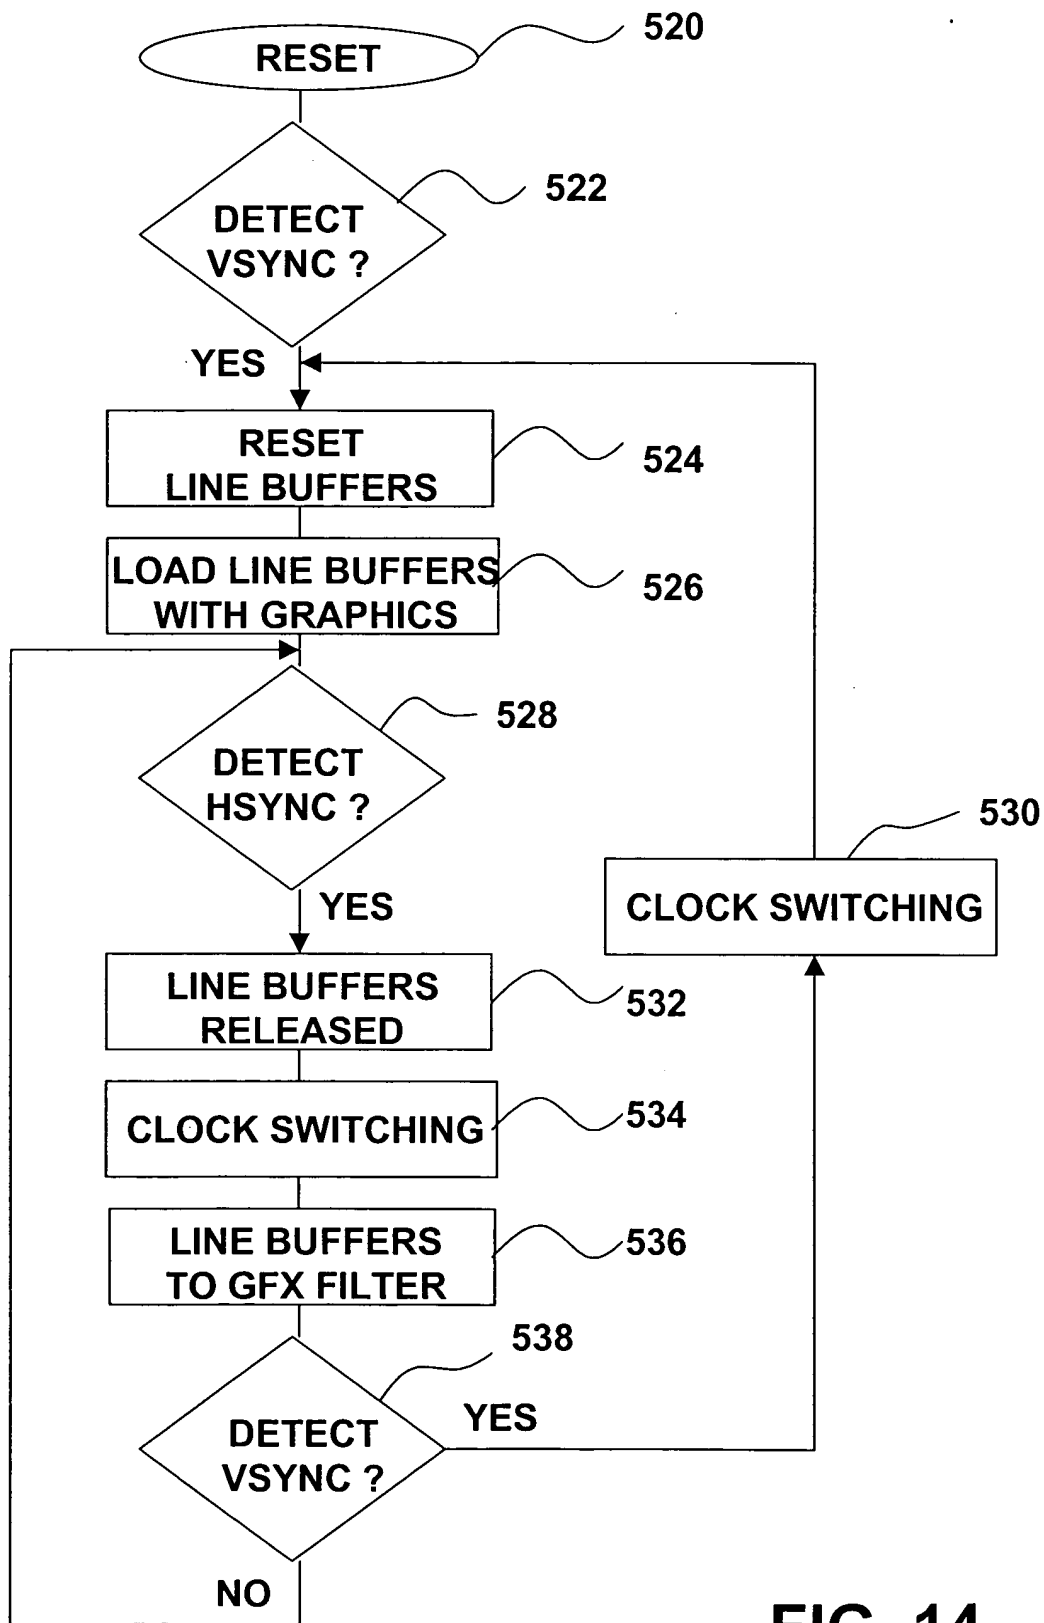 RESET
520
DETECT
VSYNC ?
522
YES
RESET
LINE BUFFERS
524
LOAD LINE BUFFERS
WITH GRAPHICS
526
DETECT
HSYNC ?
528
530
CLOCK SWITCHING
YES
LINE BUFFERS
RELEASED
532
CLOCK SWITCHING
534
LINE BUFFERS
TO GFX FILTER
536
538
DETECT
VSYNC ?
YES
NO
FIG. 14